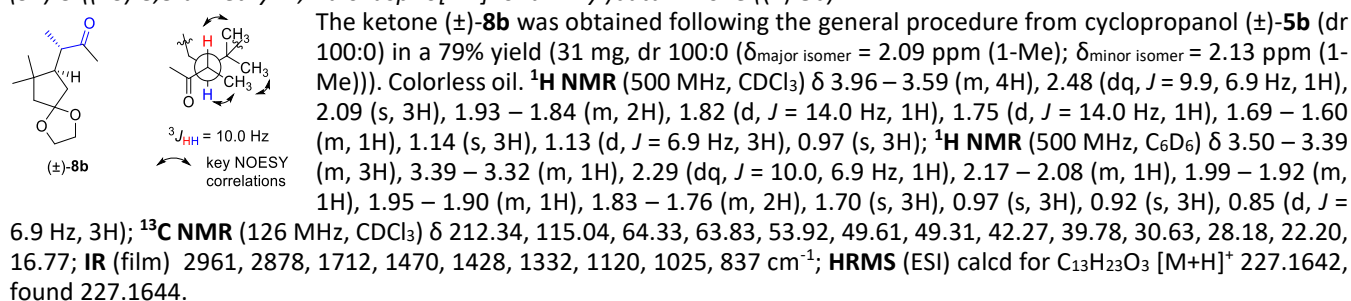 The ketone (±)-8b was obtained following the general procedure from cyclopropanol (±)-5b (dr
100:0) in a 79% yield (31 mg, dr 100:0 (δmajor isomer = 2.09 ppm (1-Me); δminor isomer = 2.13 ppm (1-
Me))). Colorless oil. ¹H NMR (500 MHz, CDCl₃) δ 3.96 – 3.59 (m, 4H), 2.48 (dq, J = 9.9, 6.9 Hz, 1H),
2.09 (s, 3H), 1.93 – 1.84 (m, 2H), 1.82 (d, J = 14.0 Hz, 1H), 1.75 (d, J = 14.0 Hz, 1H), 1.69 – 1.60
(m, 1H), 1.14 (s, 3H), 1.13 (d, J = 6.9 Hz, 3H), 0.97 (s, 3H); ¹H NMR (500 MHz, C₆D₆) δ 3.50 – 3.39
(m, 3H), 3.39 – 3.32 (m, 1H), 2.29 (dq, J = 10.0, 6.9 Hz, 1H), 2.17 – 2.08 (m, 1H), 1.99 – 1.92 (m,
1H), 1.95 – 1.90 (m, 1H), 1.83 – 1.76 (m, 2H), 1.70 (s, 3H), 0.97 (s, 3H), 0.92 (s, 3H), 0.85 (d, J =
6.9 Hz, 3H); ¹³C NMR (126 MHz, CDCl₃) δ 212.34, 115.04, 64.33, 63.83, 53.92, 49.61, 49.31, 42.27, 39.78, 30.63, 28.18, 22.20,
16.77; IR (film) 2961, 2878, 1712, 1470, 1428, 1332, 1120, 1025, 837 cm⁻¹; HRMS (ESI) calcd for C₁₃H₂₃O₃ [M+H]⁺ 227.1642,
found 227.1644.
O
H
O
O
(±)-8b
H
CH₃
CH₃
O
H
³JHH = 10.0 Hz
key NOESY
correlations